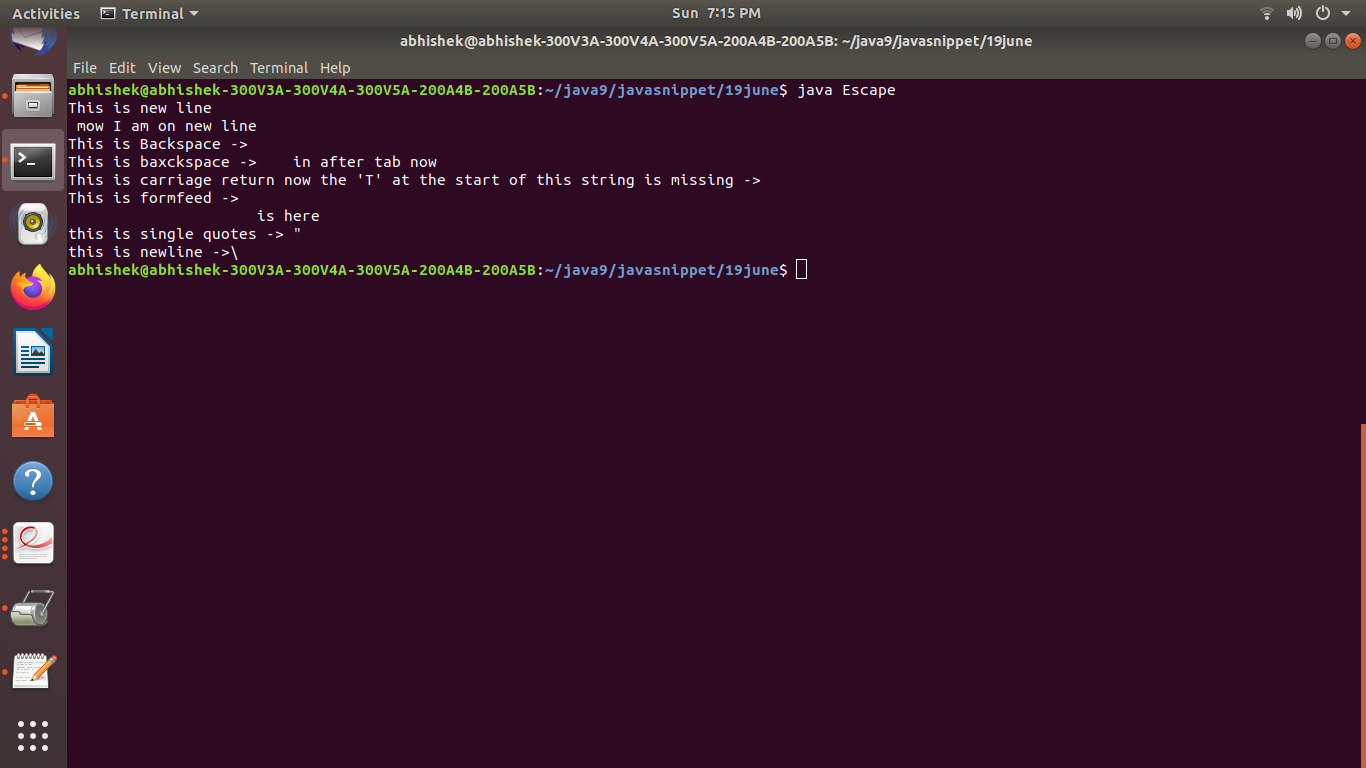 Activities Terminal Sun 7:15 PM
abhishek@abhishek-300V3A-300V4A-300V5A-200A4B-200A5B: ~/java9/javasnippet/19june
File Edit View Search Terminal Help
abhishek@abhishek-300V3A-300V4A-300V5A-200A4B-200A5B:~/java9/javasnippet/19june$ java Escape
This is new line
 mow I am on new line
This is Backspace ->
This is baxckspace ->    in after tab now
This is carriage return now the 'T' at the start of this string is missing ->
This is formfeed ->
                     is here
this is single quotes -> "
this is newline ->\
abhishek@abhishek-300V3A-300V4A-300V5A-200A4B-200A5B:~/java9/javasnippet/19june$